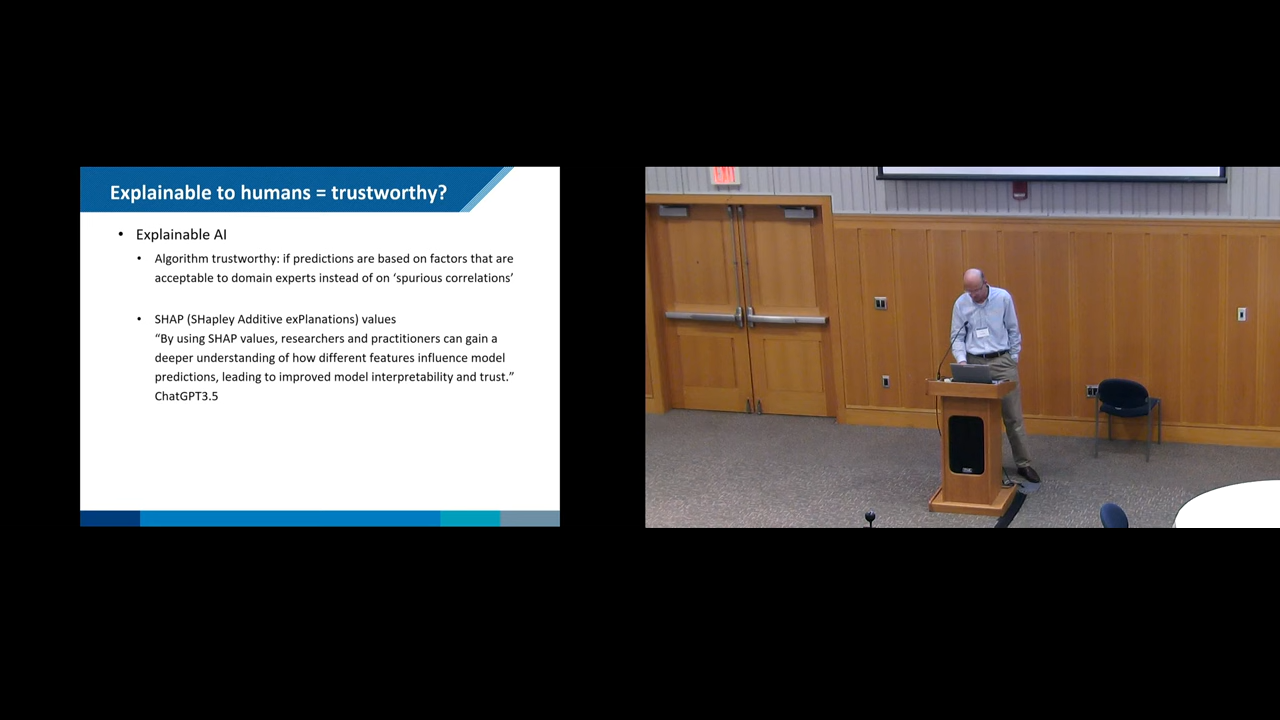 Explainable to humans = trustworthy?
• Explainable AI
• Algorithm trustworthy: if predictions are based on factors that are
acceptable to domain experts instead of on ‘spurious correlations’
• SHAP (SHapley Additive exPlanations) values
“By using SHAP values, researchers and practitioners can gain a
deeper understanding of how different features influence model
predictions, leading to improved model interpretability and trust.”
ChatGPT3.5